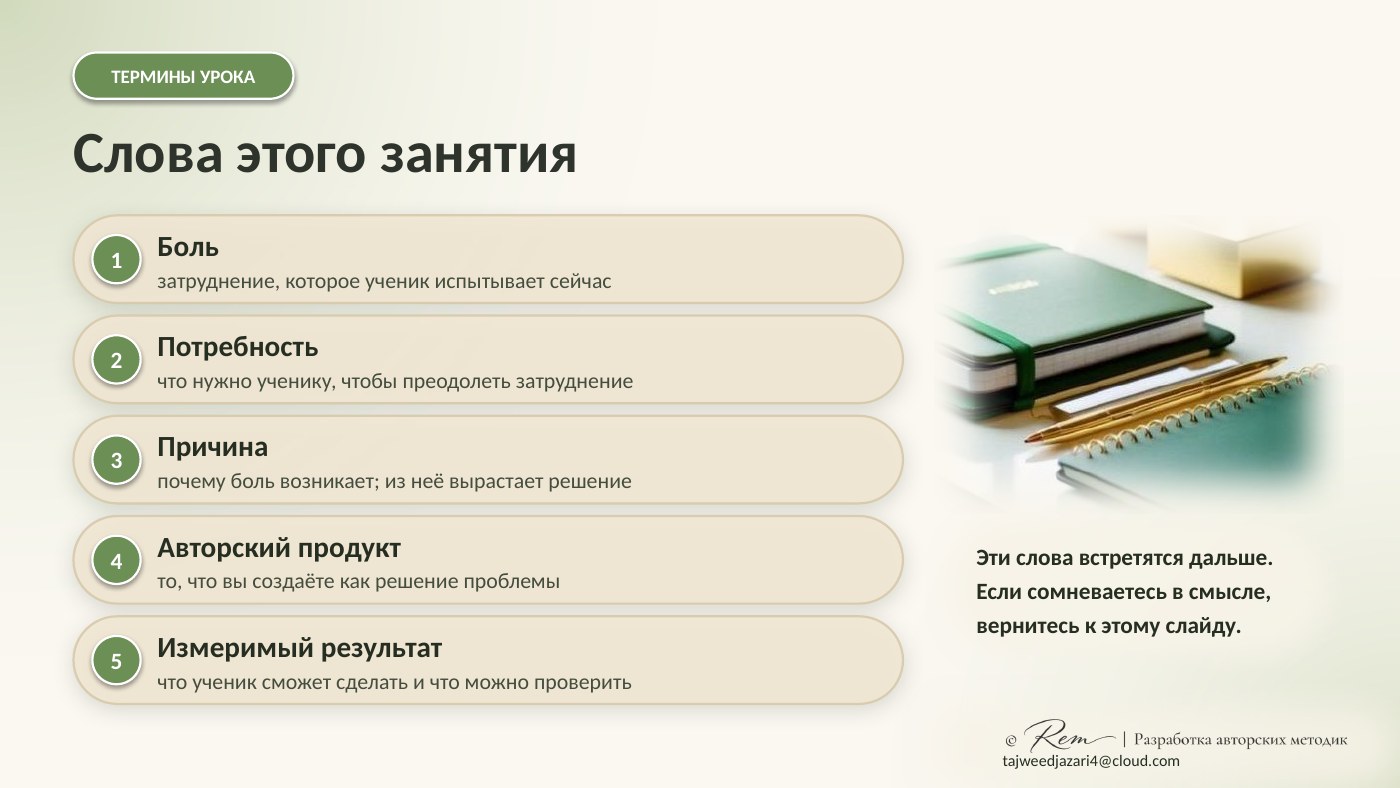 ТЕРМИНЫ УРОКА
Слова этого занятия
1
Боль
затруднение, которое ученик испытывает сейчас
2
Потребность
что нужно ученику, чтобы преодолеть затруднение
3
Причина
почему боль возникает; из неё вырастает решение
4
Авторский продукт
то, что вы создаёте как решение проблемы
5
Измеримый результат
что ученик сможет сделать и что можно проверить
Эти слова встретятся дальше.
Если сомневаетесь в смысле,
вернитесь к этому слайду.
© Rem | Разработка авторских методик
tajweedjazari4@cloud.com